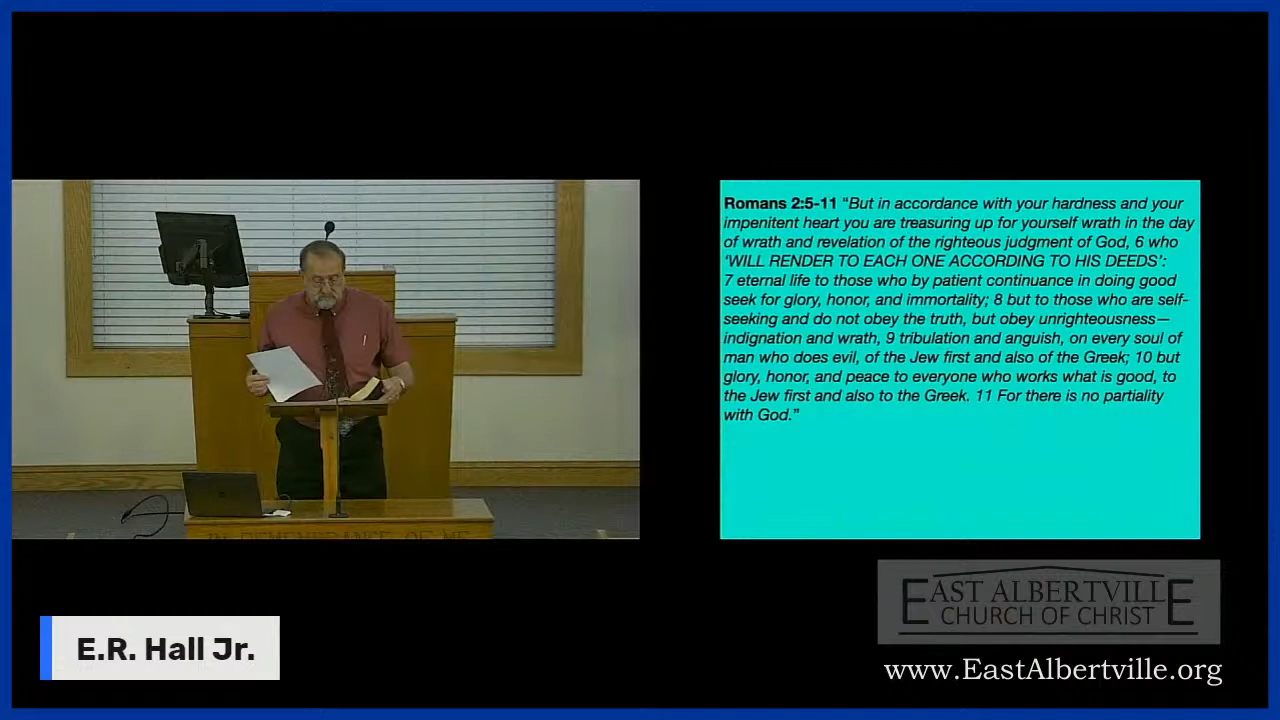 Romans 2:5-11 “But in accordance with your hardness and your
impenitent heart you are treasuring up for yourself wrath in the day
of wrath and revelation of the righteous judgment of God, 6 who
‘WILL RENDER TO EACH ONE ACCORDING TO HIS DEEDS’:
7 eternal life to those who by patient continuance in doing good
seek for glory, honor, and immortality; 8 but to those who are self-
seeking and do not obey the truth, but obey unrighteousness—
indignation and wrath, 9 tribulation and anguish, on every soul of
man who does evil, of the Jew first and also of the Greek; 10 but
glory, honor, and peace to everyone who works what is good, to
the Jew first and also to the Greek. 11 For there is no partiality
with God.”
IN REMEMBRANCE OF ME
EAST ALBERTVILLE
CHURCH OF CHRIST
E.R. Hall Jr.
www.EastAlbertville.org